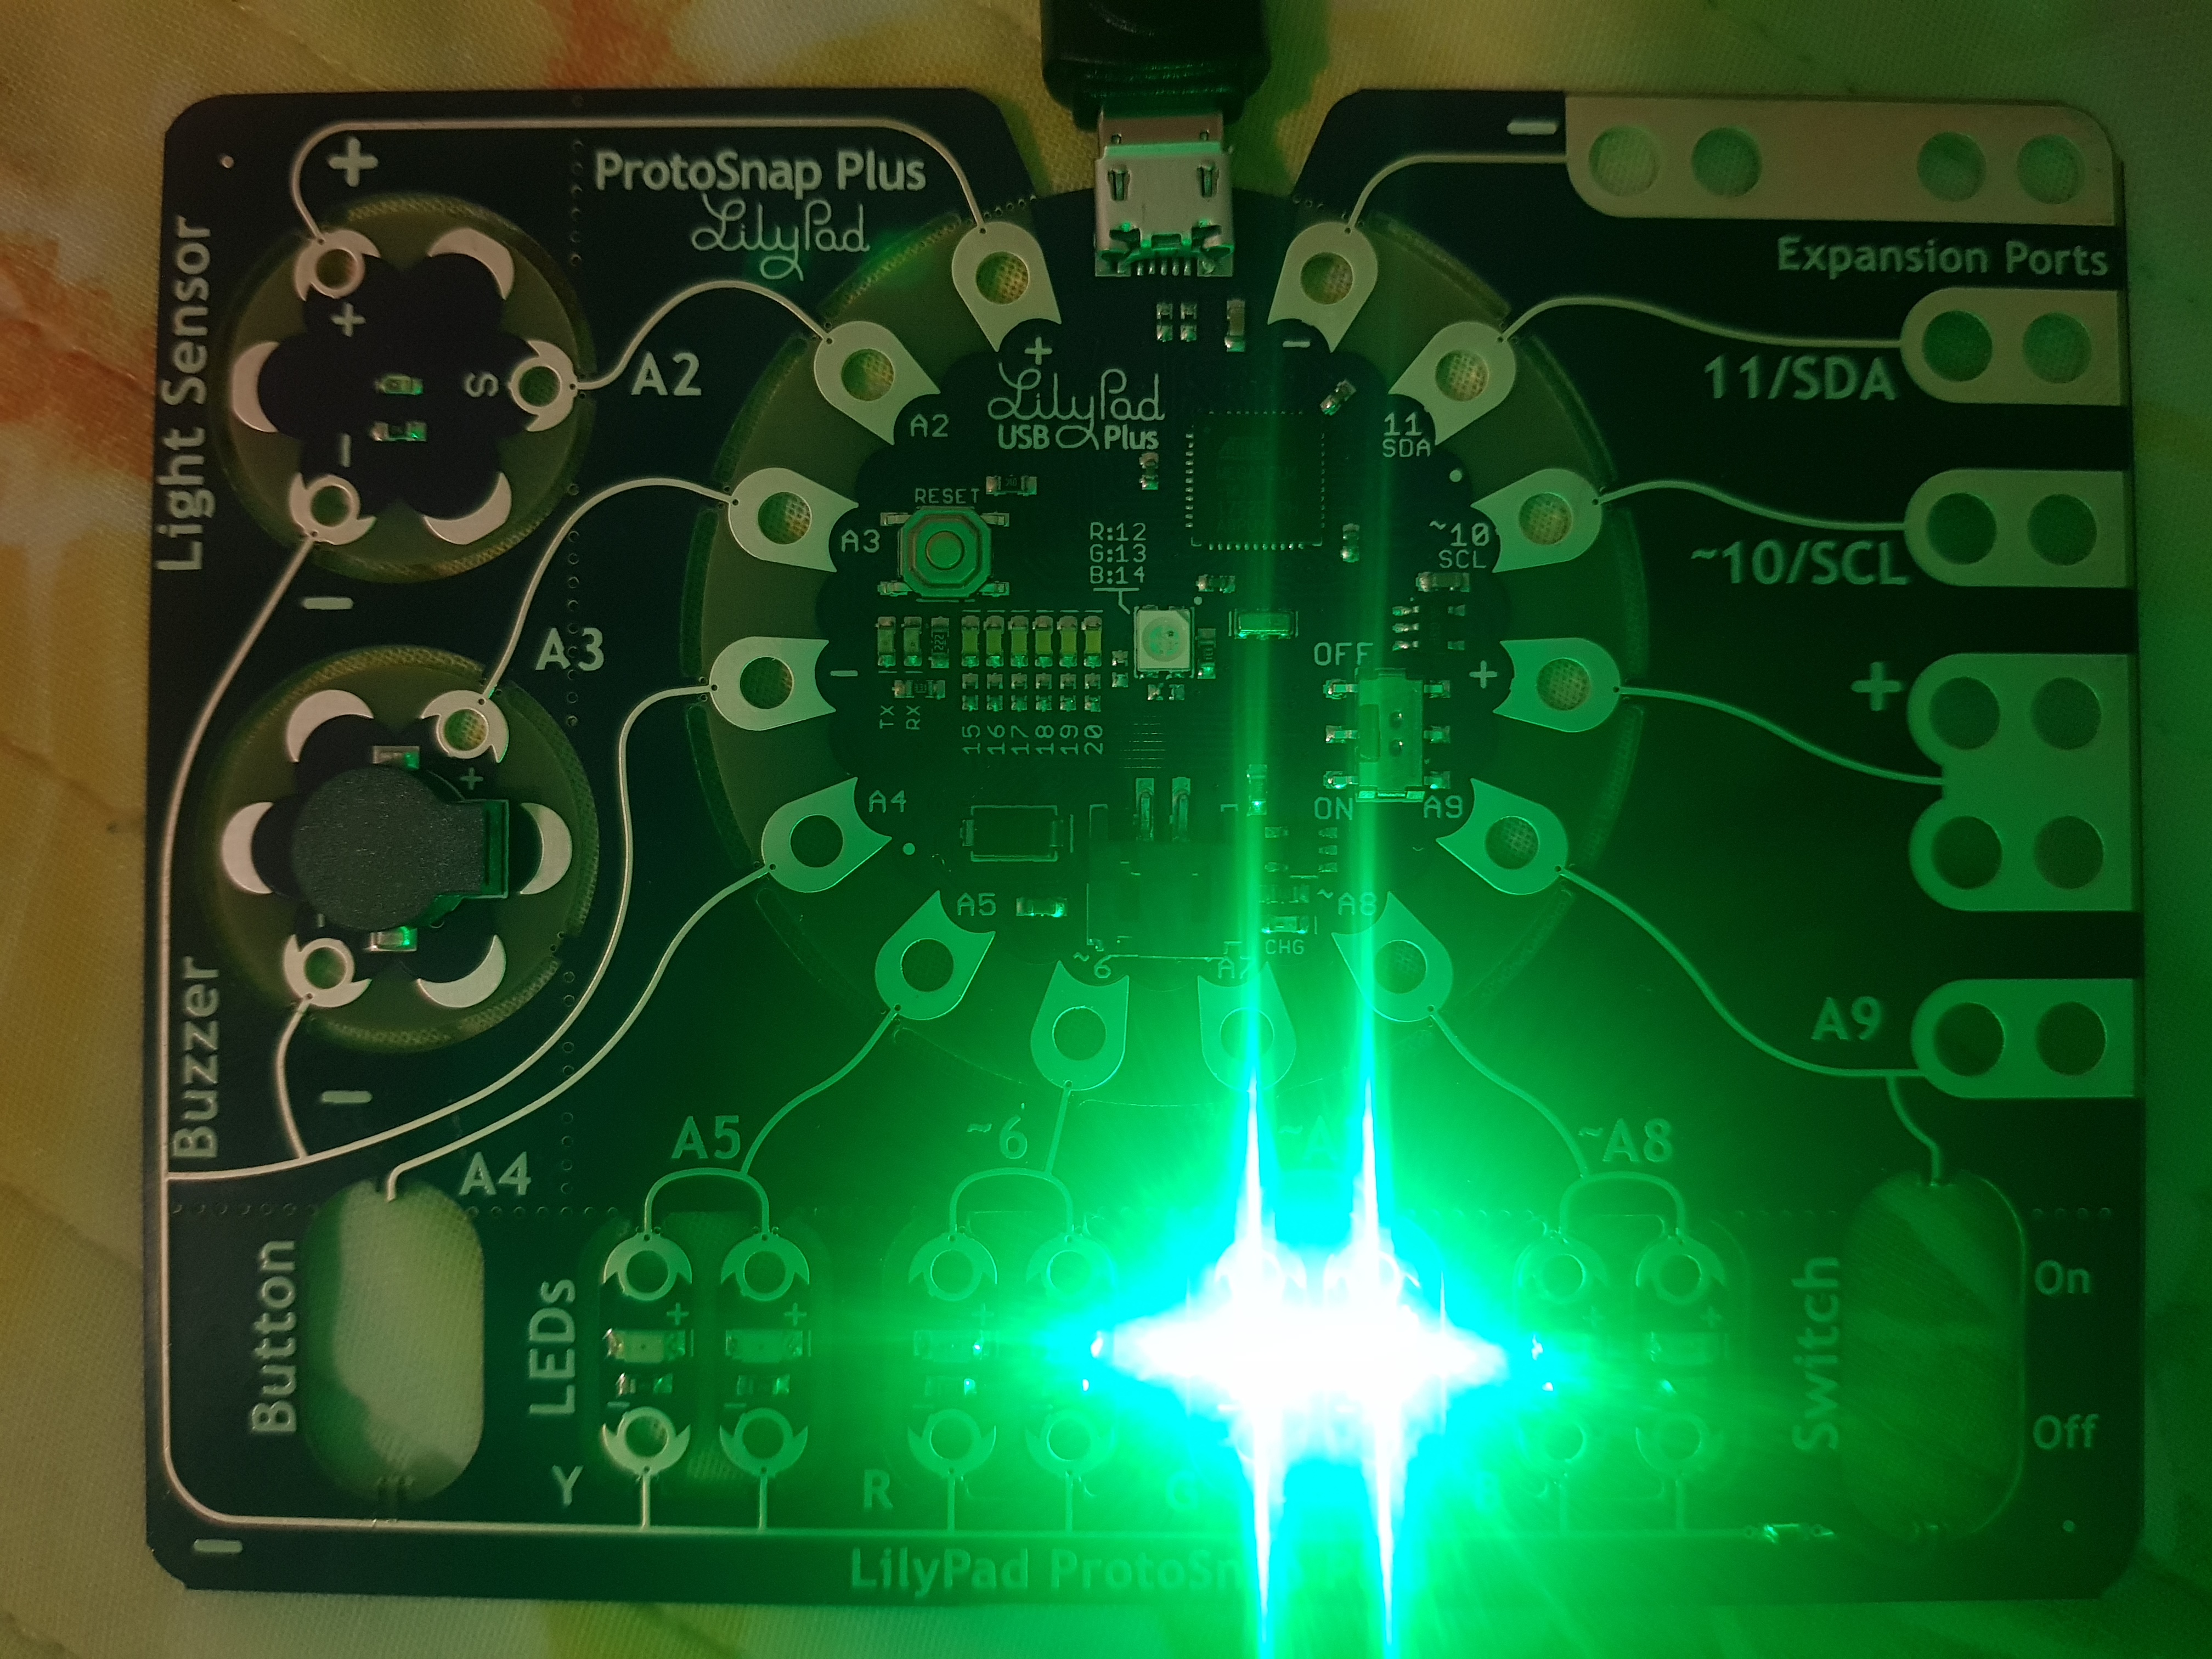 Buzzer
Light Sensor
Button
A4
LEDs
Y
A5
A3
A2
ProtoSnap Plus
LilyPad
R
~6
G
LilyPad ProtoSn
A4
A3
A2
A5
TX
RX
RESET
15
16
17
18
19
20
R:12
G:13
B:14
LilyPad
USB Plus
~6
A7
CHG
~A8
ON
OFF
A9
~10
SCL
11
SDA
+
-
S
~A8
Switch
A9
+
~10/SCL
11/SDA
Expansion Ports
Off
On